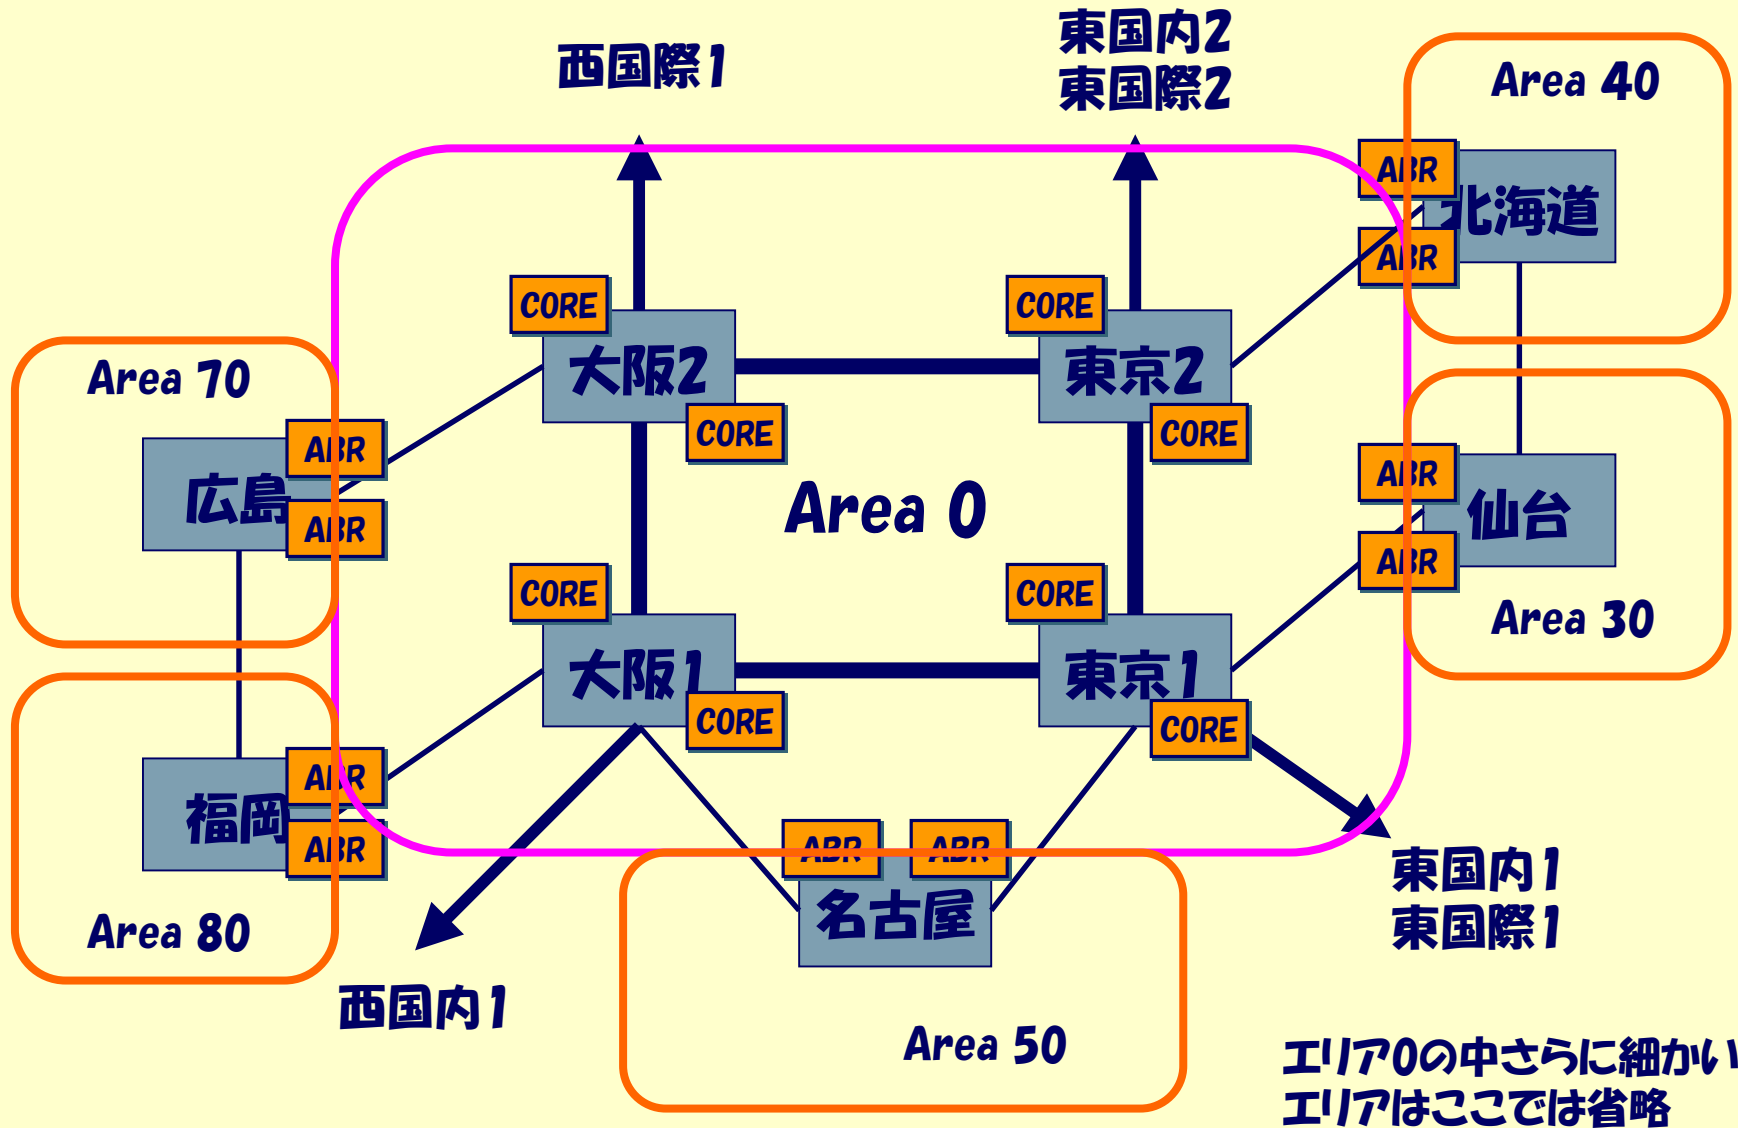 東国内2
東国際2
西国際1
Area 40
ABR
北海道
ABR
CORE
CORE
大阪2
東京2
CORE
CORE
Area 70
ABR
広島
ABR
Area 0
ABR
仙台
ABR
Area 30
CORE
CORE
大阪1
東京1
CORE
CORE
ABR
福岡
ABR
Area 80
ABR
ABR
名古屋
東国内1
東国際1
西国内1
Area 50
エリア0の中さらに細かい
エリアはここでは省略